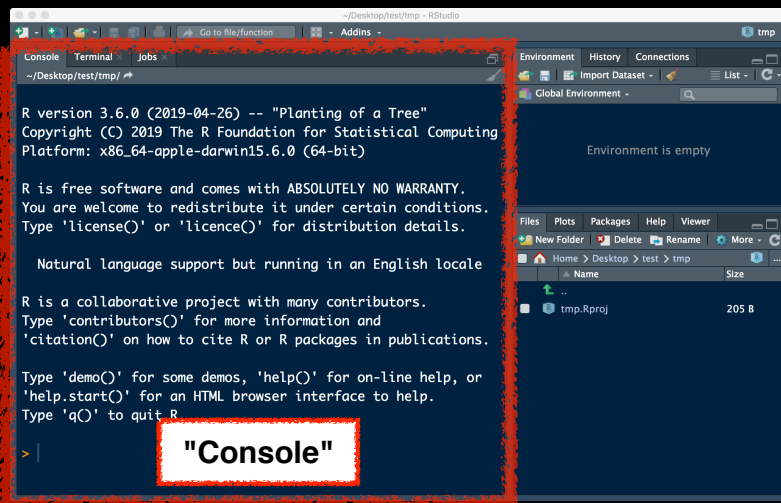 ~/Desktop/test/tmp - RStudio
Go to file/function
Addins
tmp
Console Terminal Jobs
~/Desktop/test/tmp/
R version 3.6.0 (2019-04-26) -- "Planting of a Tree"
Copyright (C) 2019 The R Foundation for Statistical Computing
Platform: x86_64-apple-darwin15.6.0 (64-bit)
R is free software and comes with ABSOLUTELY NO WARRANTY.
You are welcome to redistribute it under certain conditions.
Type 'license()' or 'licence()' for distribution details.
Natural language support but running in an English locale
R is a collaborative project with many contributors.
Type 'contributors()' for more information and
'citation()' on how to cite R or R packages in publications.
Type 'demo()' for some demos, 'help()' for on-line help, or
'help.start()' for an HTML browser interface to help.
Type 'q()' to quit R
>
"Console"
Environment History Connections
Import Dataset List
Global Environment
Environment is empty
Files Plots Packages Help Viewer
New Folder Delete Rename More
Home > Desktop > test > tmp ...
Name Size
..
tmp.Rproj 205 B